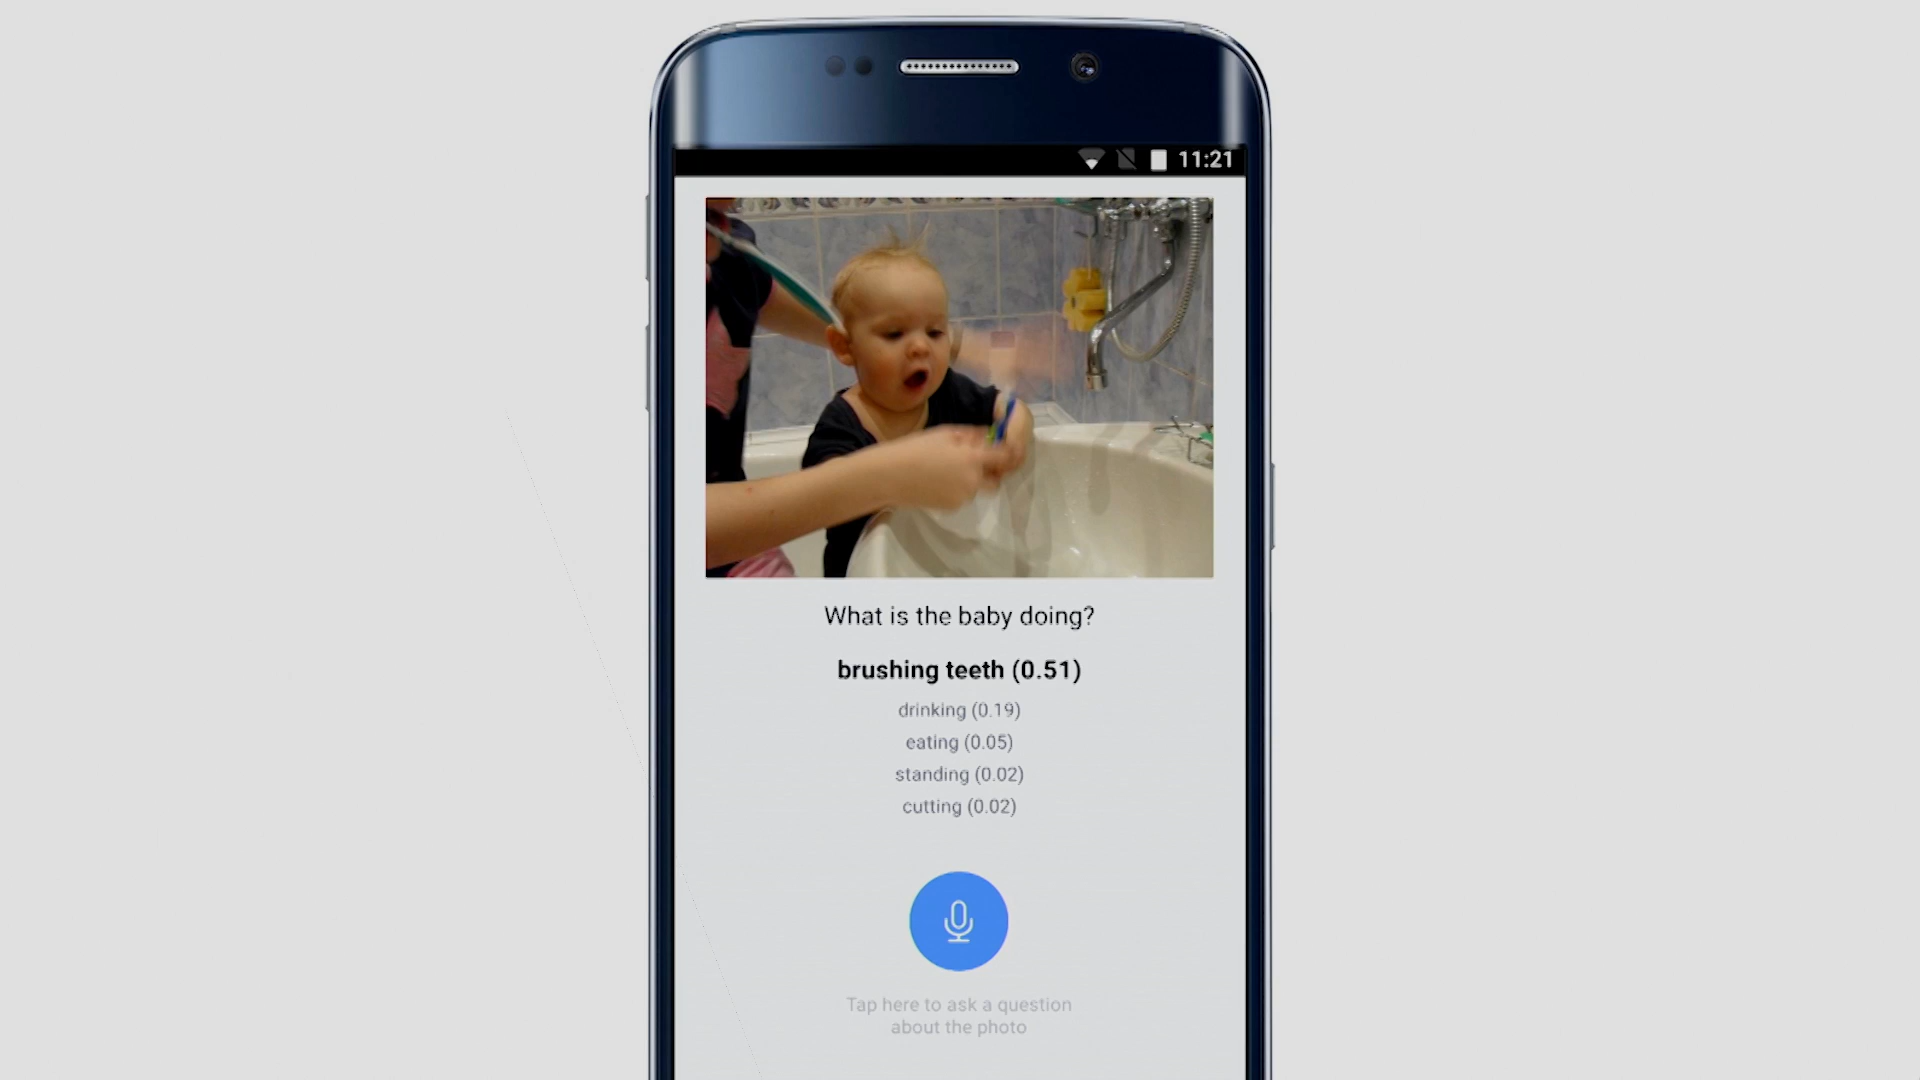 11:21
What is the baby doing?
brushing teeth (0.51)
drinking (0.19)
eating (0.05)
standing (0.02)
cutting (0.02)
Tap here to ask a question
about the photo